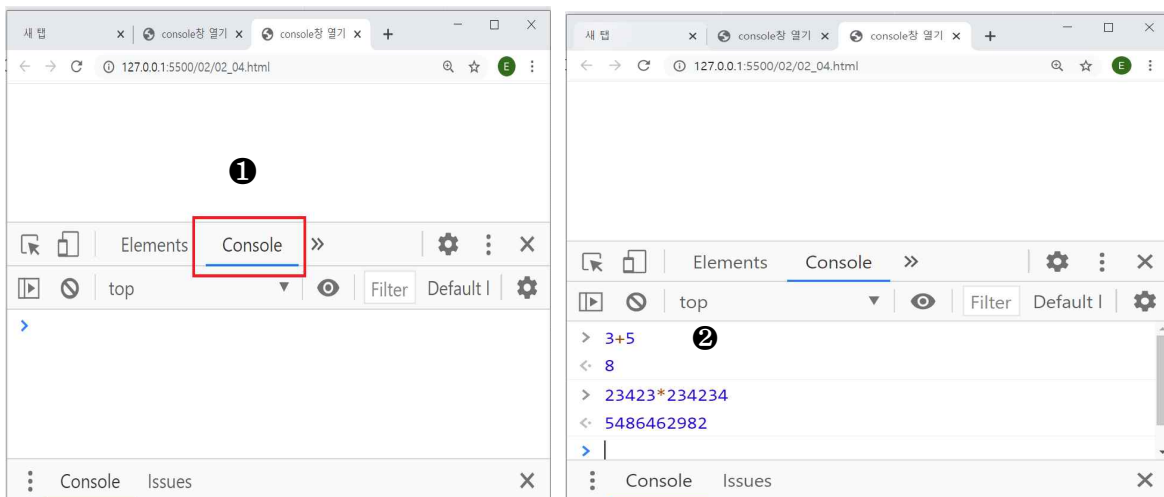 새 탭 × console창 열기 × console창 열기 × +
127.0.0.1:5500/02/02_04.html E
❶
Elements Console »
top ▼ Filter Default l
>
Console Issues ×
새 탭 × console창 열기 × console창 열기 × +
127.0.0.1:5500/02/02_04.html E
Elements Console »
top ▼ Filter Default l
> 3+5 ❷
<· 8
> 23423*234234
<· 5486462982
>
Console Issues ×